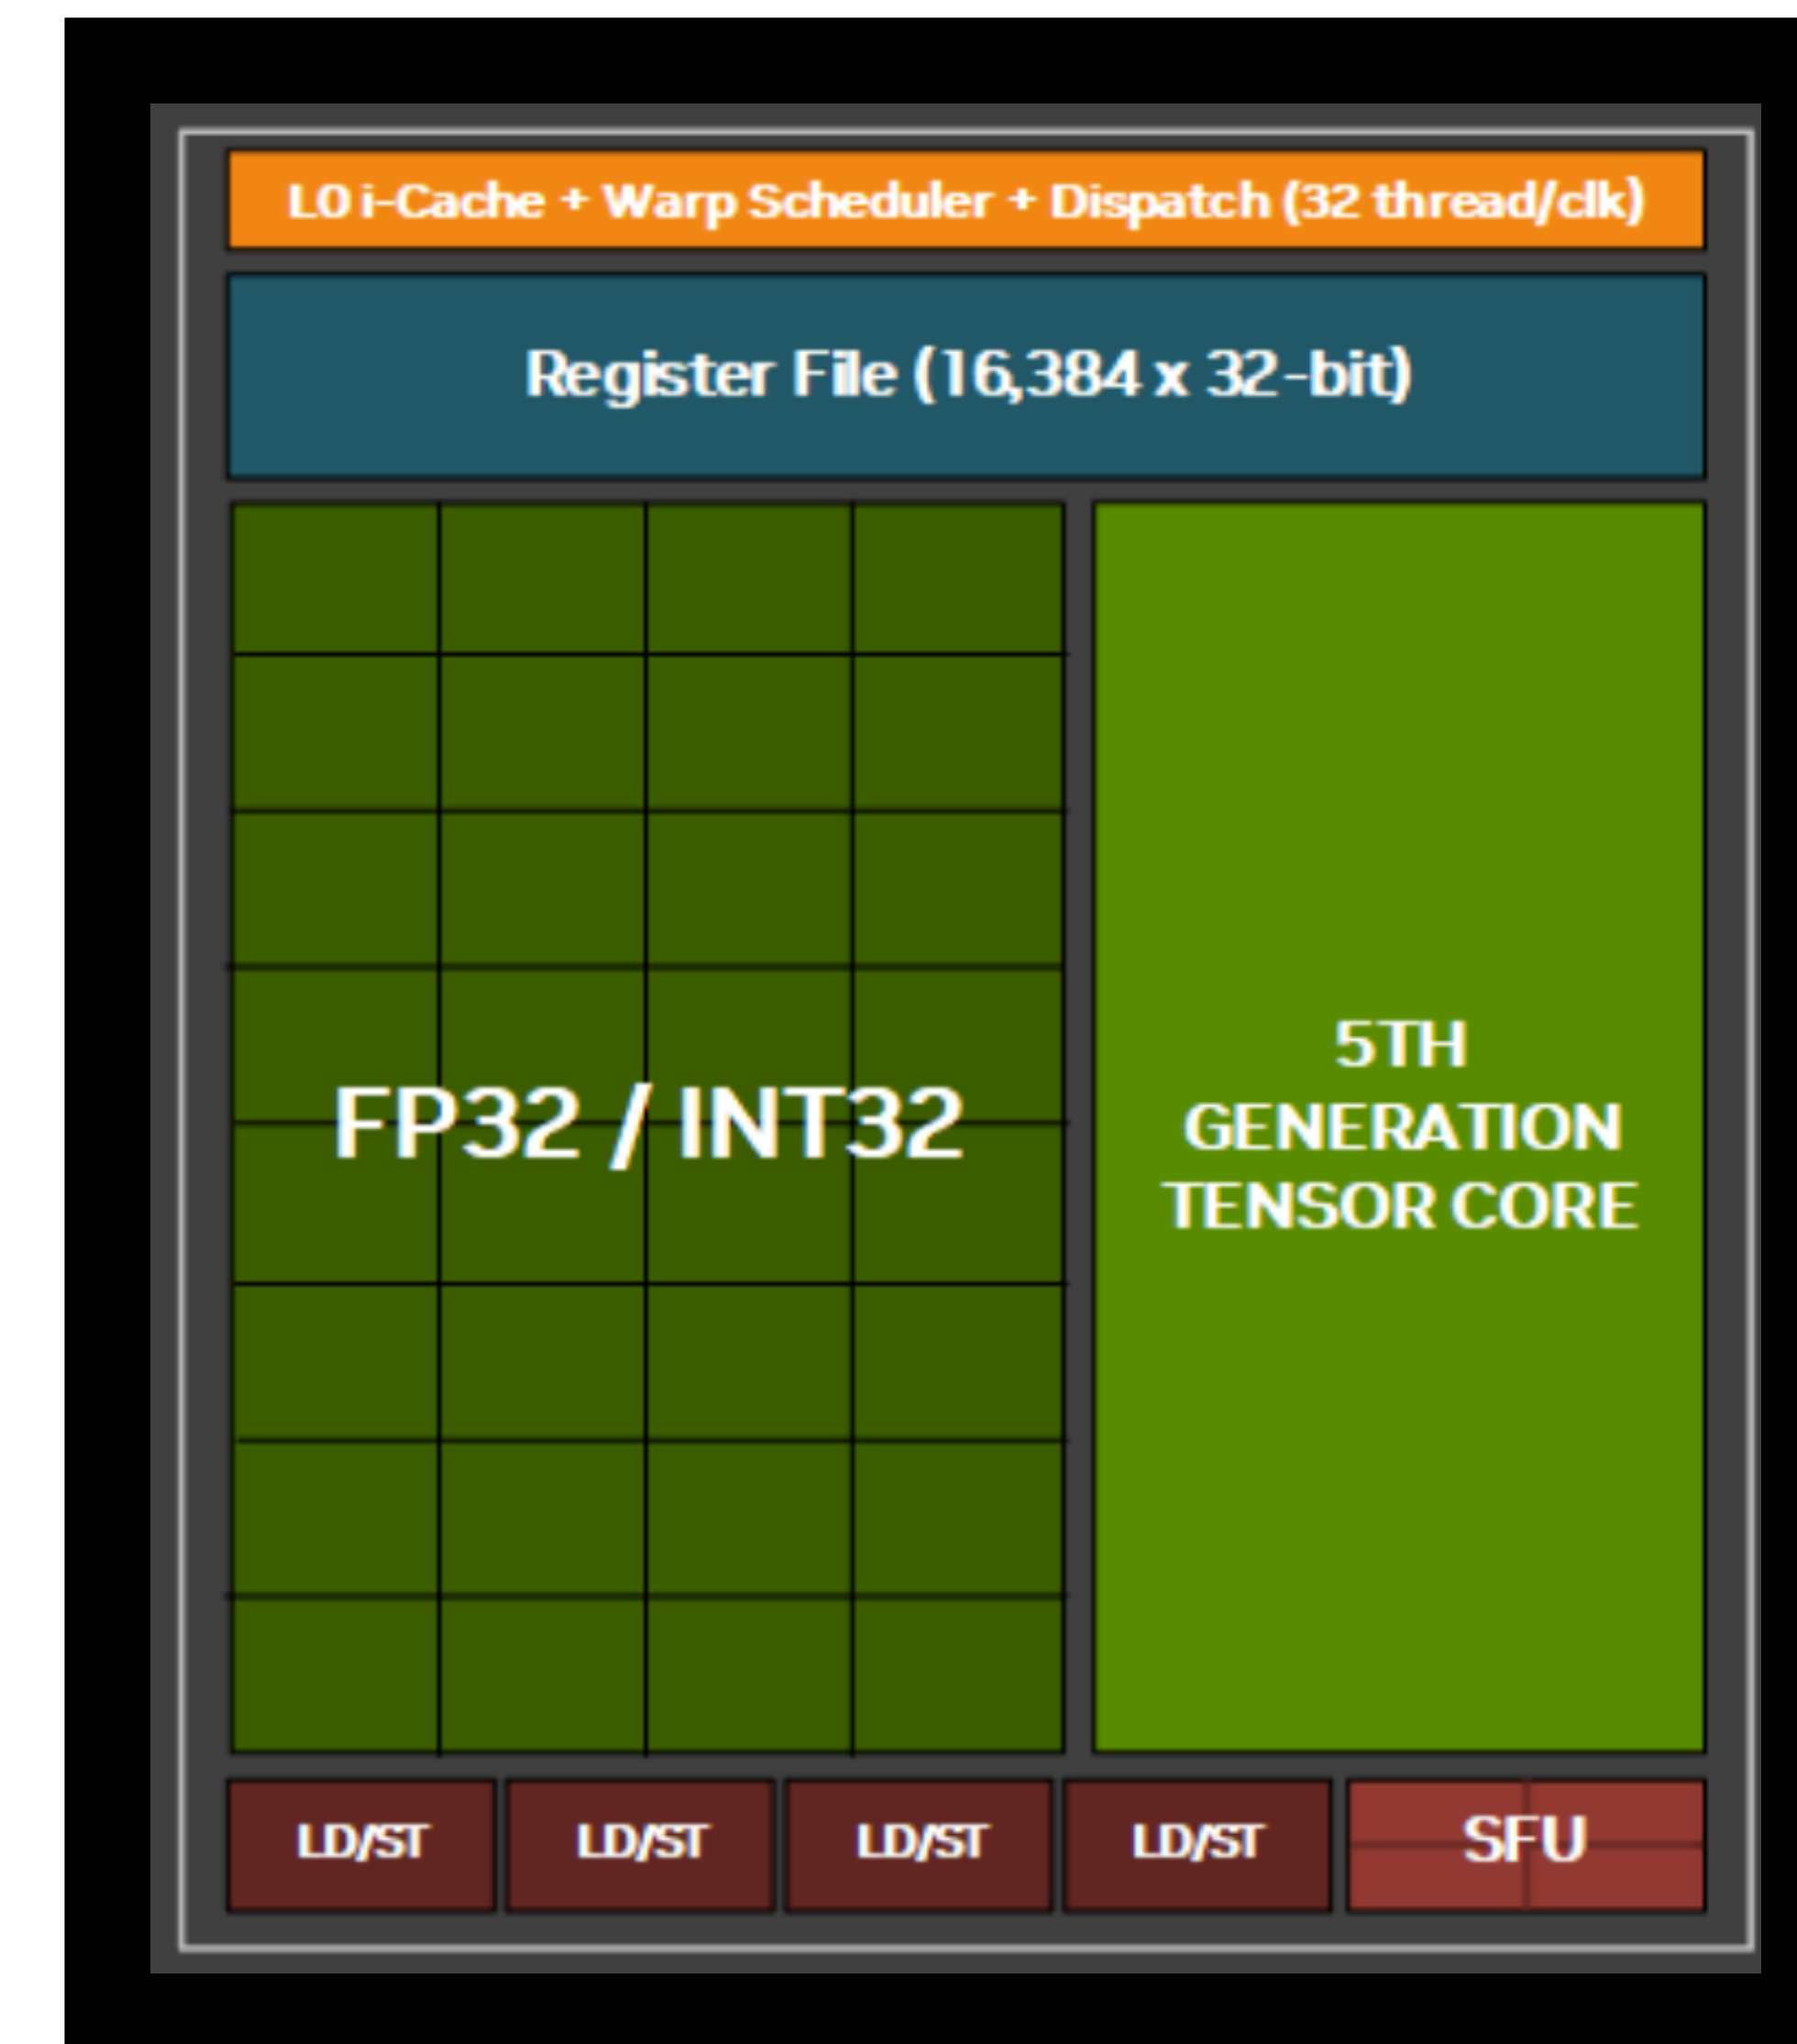 L0 i-Cache + Warp Scheduler + Dispatch (32 thread/clk)
Register File (16,384 x 32-bit)
FP32 / INT32
5TH
GENERATION
TENSOR CORE
LD/ST LD/ST LD/ST LD/ST SFU